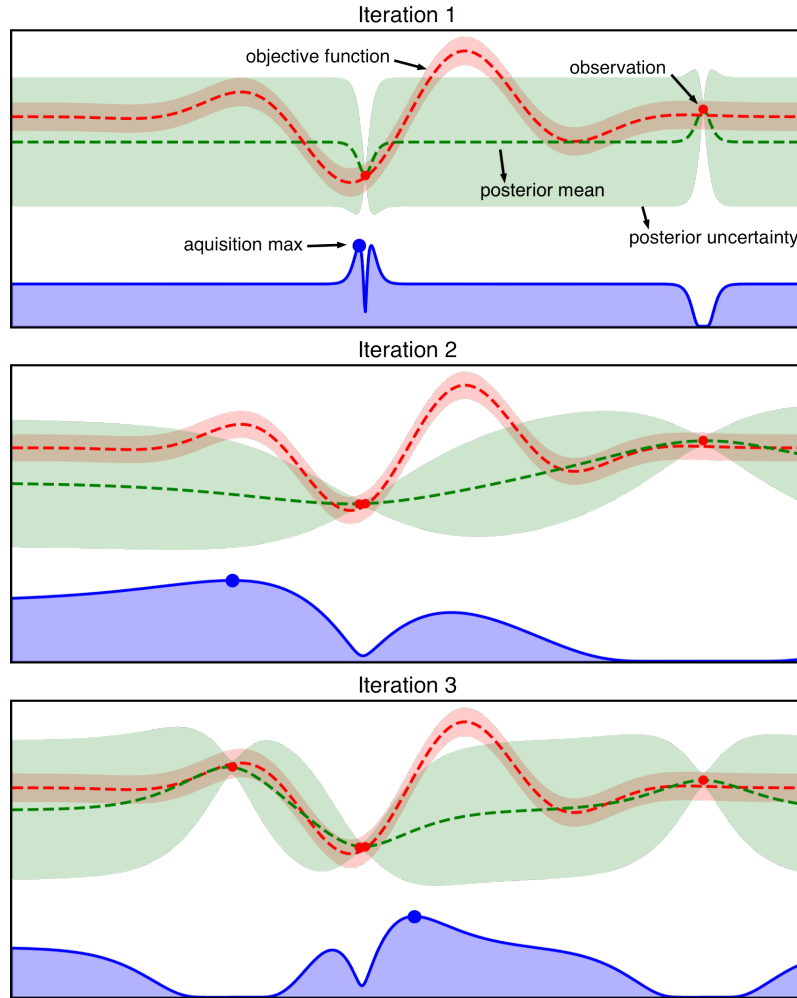 Iteration 1
objective function
observation
posterior mean
posterior uncertainty
aquisition max
Iteration 2
Iteration 3